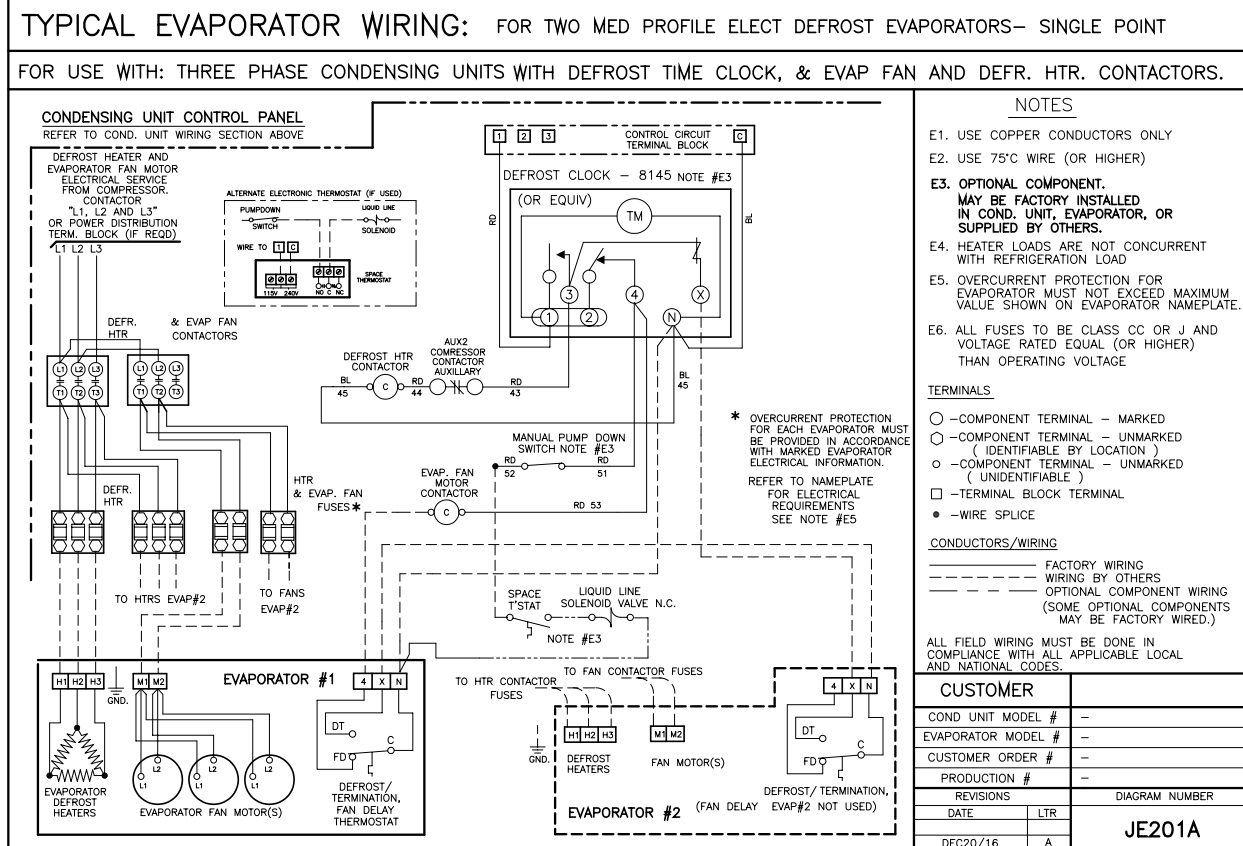 TYPICAL EVAPORATOR WIRING: FOR TWO MED PROFILE ELECT DEFROST EVAPORATORS– SINGLE POINT
FOR USE WITH: THREE PHASE CONDENSING UNITS WITH DEFROST TIME CLOCK, & EVAP FAN AND DEFR. HTR. CONTACTORS.
CONDENSING UNIT CONTROL PANEL
REFER TO COND. UNIT WIRING SECTION ABOVE
DEFROST HEATER AND
EVAPORATOR FAN MOTOR
ELECTRICAL SERVICE
FROM COMPRESSOR.
CONTACTOR
"L1, L2 AND L3"
OR POWER DISTRIBUTION
TERM. BLOCK (IF REQD)
L1 L2 L3
ALTERNATE ELECTRONIC THERMOSTAT (IF USED)
PUMPDOWN
SWITCH
LIQUID LINE
SOLENOID
WIRE TO 1 C
SPACE
THERMOSTAT
115V 240V NO C NC
1 2 3
CONTROL CIRCUIT
TERMINAL BLOCK
C
DEFROST CLOCK – 8145 NOTE #E3
(OR EQUIV)
TM
RD
BL
3 4 X
1 2 N
DEFR.
HTR
& EVAP FAN
CONTACTORS
L1 L2 L3 L1 L2 L3
T1 T2 T3 T1 T2 T3
DEFROST HTR
CONTACTOR
AUX2
COMRESSOR
CONTACTOR
AUXILLARY
BL
45
C
RD
44
RD
43
BL
45
MANUAL PUMP DOWN
SWITCH NOTE #E3
RD
52
RD
51
EVAP. FAN
MOTOR
CONTACTOR
C
RD 53
* OVERCURRENT PROTECTION
FOR EACH EVAPORATOR MUST
BE PROVIDED IN ACCORDANCE
WITH MARKED EVAPORATOR
ELECTRICAL INFORMATION.
REFER TO NAMEPLATE
FOR ELECTRICAL
REQUIREMENTS
SEE NOTE #E5
DEFR.
HTR
HTR
& EVAP. FAN
FUSES*
TO HTRS EVAP#2
TO FANS
EVAP#2
SPACE
T'STAT
LIQUID LINE
SOLENOID VALVE N.C.
NOTE #E3
H1 H2 H3
GND.
M1 M2
EVAPORATOR #1
4 X N
L2 L2 L2
L1 L1 L1
DT
C
FD
EVAPORATOR
DEFROST
HEATERS
EVAPORATOR FAN MOTOR(S)
DEFROST/
TERMINATION,
FAN DELAY
THERMOSTAT
TO HTR CONTACTOR
FUSES
TO FAN CONTACTOR FUSES
GND.
H1 H2 H3
M1 M2
DEFROST
HEATERS
FAN MOTOR(S)
4 X N
DT
C
FD
DEFROST/ TERMINATION,
EVAPORATOR #2 (FAN DELAY EVAP#2 NOT USED)
NOTES
E1. USE COPPER CONDUCTORS ONLY
E2. USE 75°C WIRE (OR HIGHER)
E3. OPTIONAL COMPONENT.
MAY BE FACTORY INSTALLED
IN COND. UNIT, EVAPORATOR, OR
SUPPLIED BY OTHERS.
E4. HEATER LOADS ARE NOT CONCURRENT
WITH REFRIGERATION LOAD
E5. OVERCURRENT PROTECTION FOR
EVAPORATOR MUST NOT EXCEED MAXIMUM
VALUE SHOWN ON EVAPORATOR NAMEPLATE.
E6. ALL FUSES TO BE CLASS CC OR J AND
VOLTAGE RATED EQUAL (OR HIGHER)
THAN OPERATING VOLTAGE
TERMINALS
–COMPONENT TERMINAL – MARKED
–COMPONENT TERMINAL – UNMARKED
( IDENTIFIABLE BY LOCATION )
–COMPONENT TERMINAL – UNMARKED
( UNIDENTIFIABLE )
–TERMINAL BLOCK TERMINAL
–WIRE SPLICE
CONDUCTORS/WIRING
FACTORY WIRING
WIRING BY OTHERS
OPTIONAL COMPONENT WIRING
(SOME OPTIONAL COMPONENTS
MAY BE FACTORY WIRED.)
ALL FIELD WIRING MUST BE DONE IN
COMPLIANCE WITH ALL APPLICABLE LOCAL
AND NATIONAL CODES.
CUSTOMER
COND UNIT MODEL # –
EVAPORATOR MODEL # –
CUSTOMER ORDER # –
PRODUCTION # –
REVISIONS DIAGRAM NUMBER
DATE LTR
JE201A
DEC20/16 A